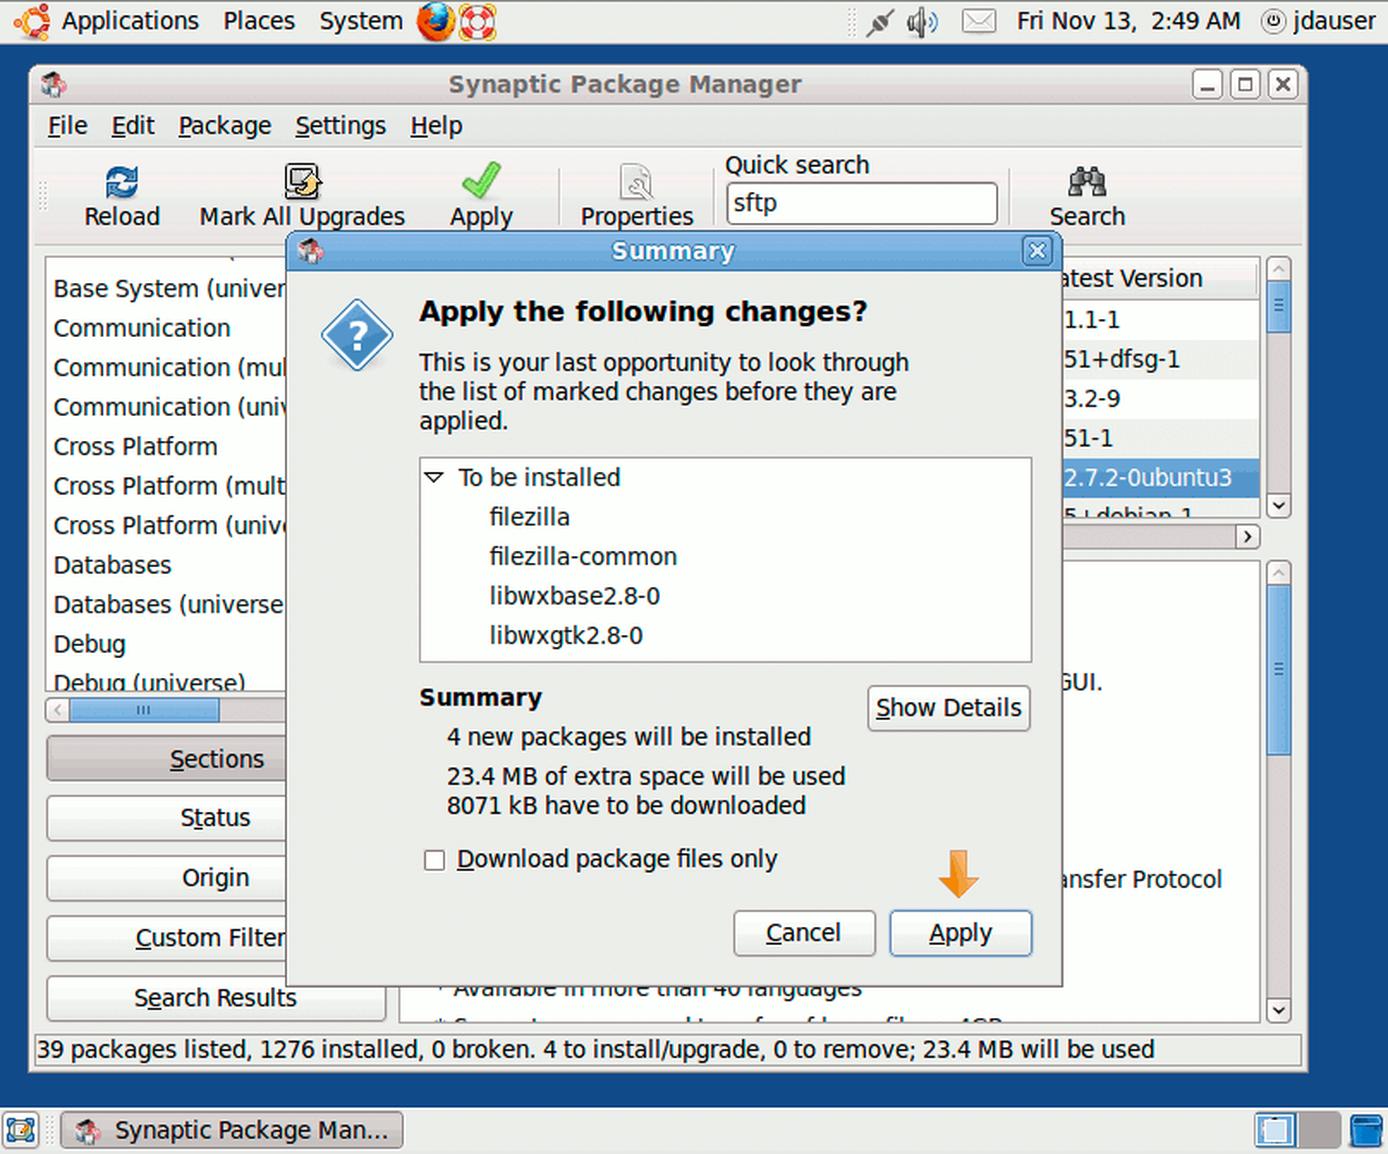 Applications Places System Fri Nov 13, 2:49 AM jdauser
Synaptic Package Manager
File Edit Package Settings Help
Quick search
Reload Mark All Upgrades Apply Properties sftp Search
Summary
Base System (univer
Communication
Communication (mul
Communication (univ
Cross Platform
Cross Platform (mult
Cross Platform (unive
Databases
Databases (universe
Debug
Debug (universe)
Sections
Status
Origin
Custom Filter
Search Results
Apply the following changes?
This is your last opportunity to look through
the list of marked changes before they are
applied.
To be installed
filezilla
filezilla-common
libwxbase2.8-0
libwxgtk2.8-0
Summary
Show Details
4 new packages will be installed
23.4 MB of extra space will be used
8071 kB have to be downloaded
Download package files only
Cancel Apply
atest Version
1.1-1
51+dfsg-1
3.2-9
51-1
2.7.2-0ubuntu3
5+debian-1
GUI.
ansfer Protocol
* Available in more than 40 languages
39 packages listed, 1276 installed, 0 broken. 4 to install/upgrade, 0 to remove; 23.4 MB will be used
Synaptic Package Man...